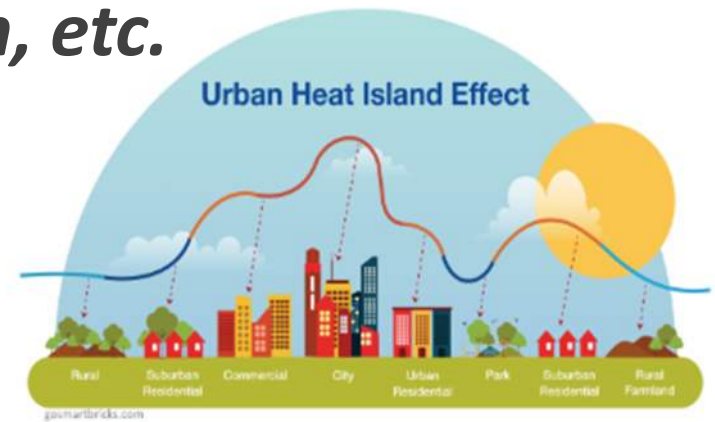 n, etc.
Urban Heat Island Effect
Rural
Suburban
Residential
Commercial
City
Urban
Residential
Park
Suburban
Residential
Rural
Farmland
gosmartbricks.com